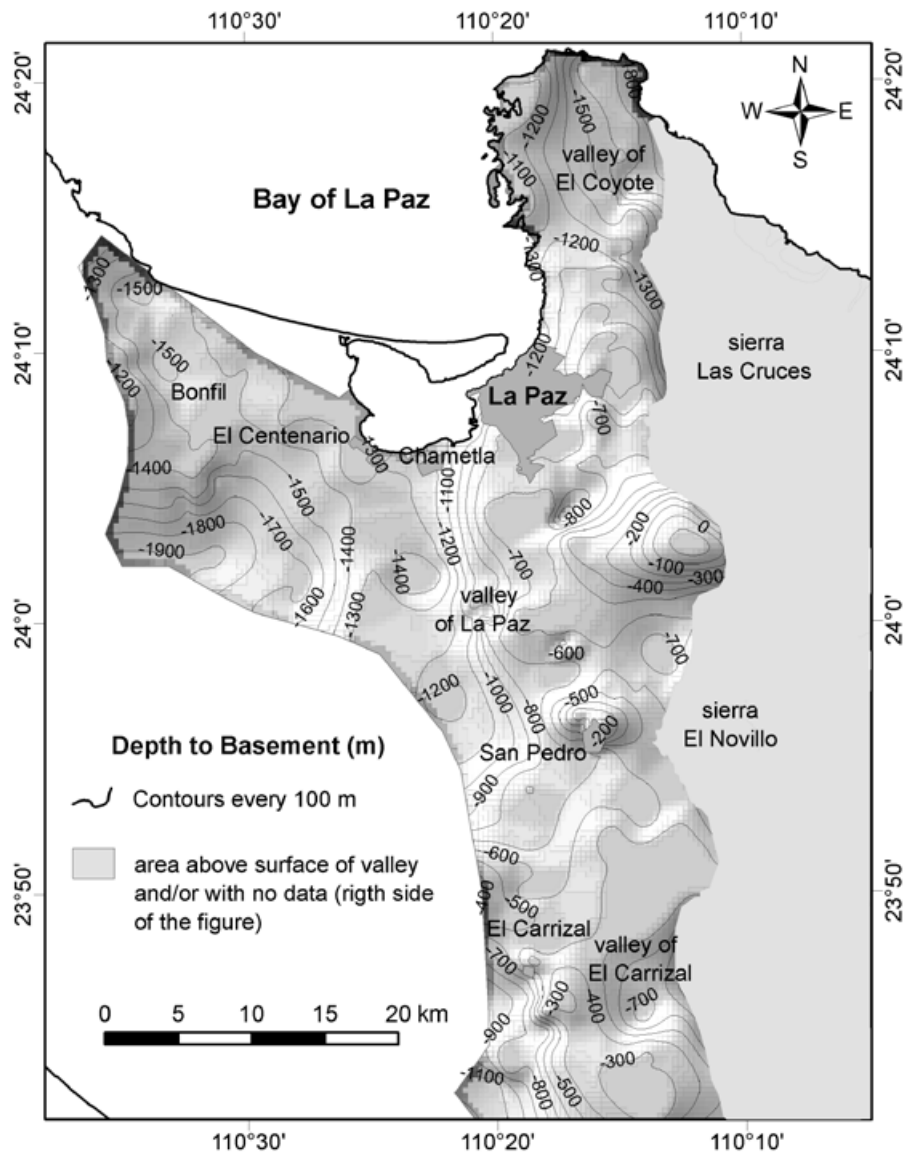 110°30'
110°20'
110°10'
24°20'
24°20'
N
W
E
S
-800
-1500
-1200
-1100
valley of
El Coyote
Bay of La Paz
-1200
-1300
-1300
-1300
-1500
24°10'
24°10'
-1500
-1200
Bonfil
-1200
sierra
Las Cruces
La Paz
-700
El Centenario
-1300
Chametla
-1400
-1100
-1500
-800
-1800
-1700
-1400
-1200
-700
-200
0
-1900
-100
-300
-400
-1400
-1600
-1300
valley
of La Paz
24°0'
24°0'
-600
-700
-1200
-1000
-500
-800
-200
sierra
El Novillo
San Pedro
Depth to Basement (m)
-900
Contours every 100 m
-600
area above surface of valley
and/or with no data (rigth side
of the figure)
23°50'
23°50'
-400
-500
El Carrizal
valley of
El Carrizal
-700
-300
-400
-700
0 5 10 15 20 km
-900
-300
-1100
-800
-500
110°30'
110°20'
110°10'